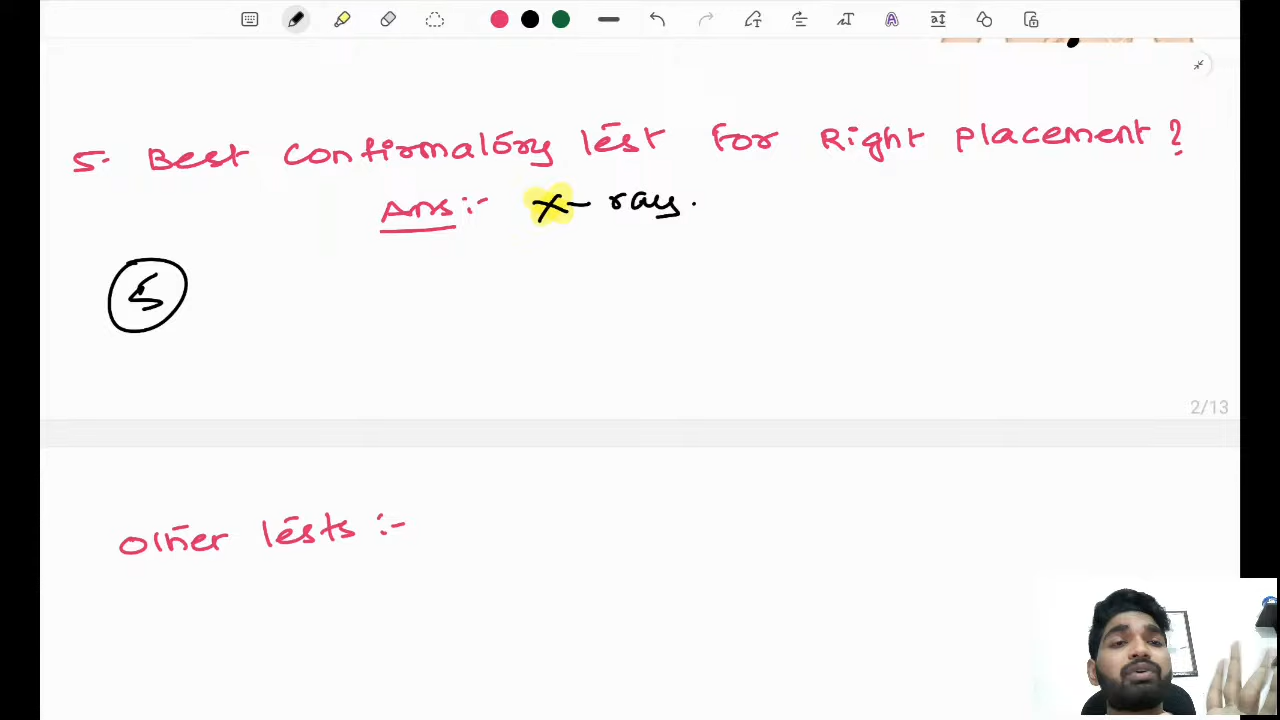 5. Best Confirmatory test for Right placement?
Ans:- X-ray.
5
2/13
Other tests :-